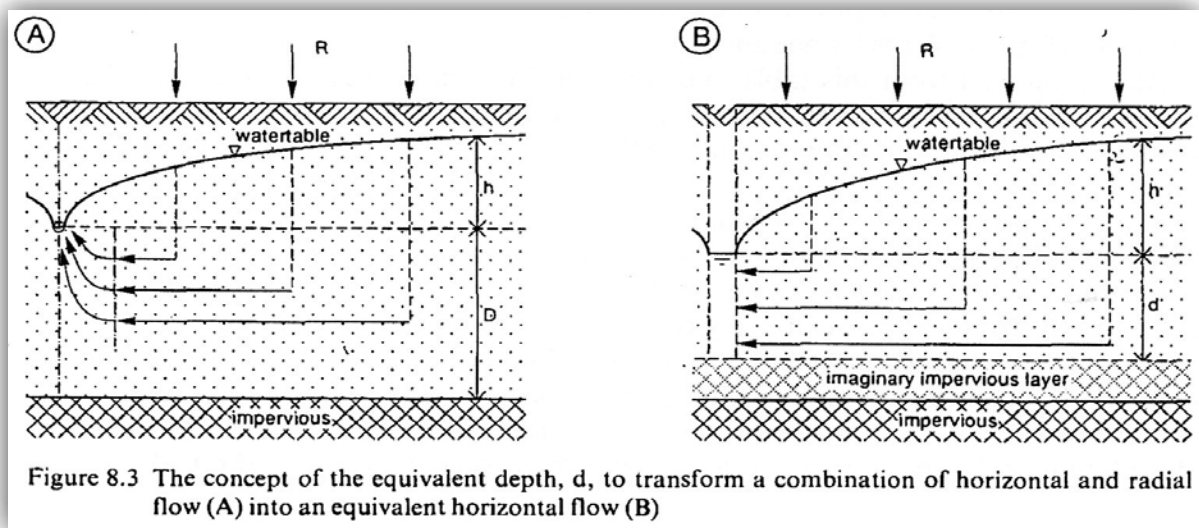 A
R
watertable
h
D
impervious
B
R
watertable
h
d
imaginary impervious layer
impervious
Figure 8.3 The concept of the equivalent depth, d, to transform a combination of horizontal and radial
flow (A) into an equivalent horizontal flow (B)